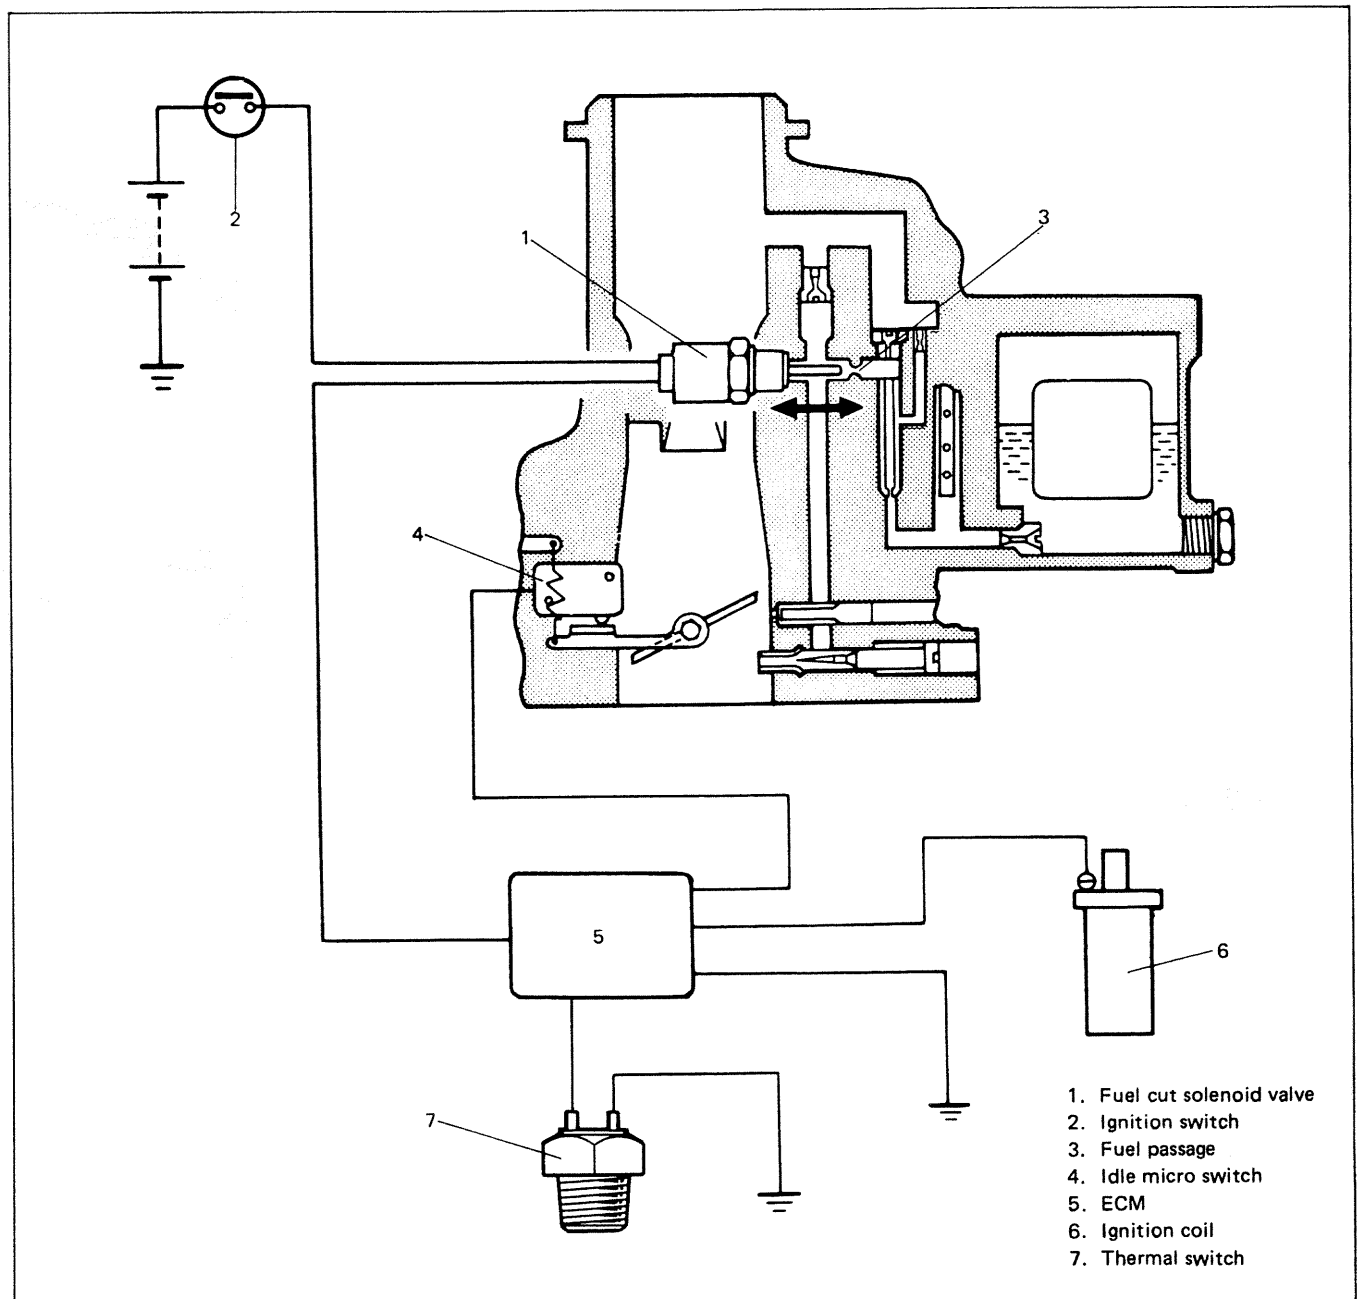 2
1
3
4
5
6
7
1. Fuel cut solenoid valve
2. Ignition switch
3. Fuel passage
4. Idle micro switch
5. ECM
6. Ignition coil
7. Thermal switch